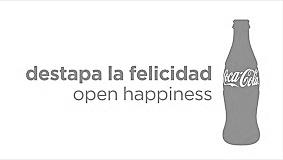 destapa la felicidad
open happiness
Coca-Cola